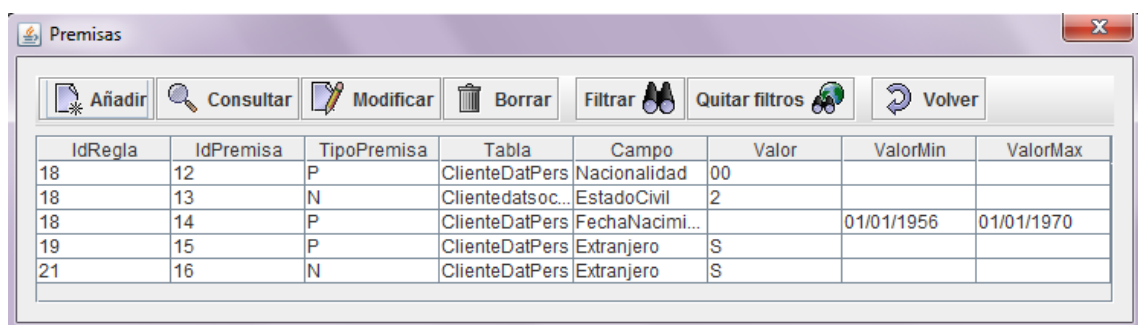 Premisas
Añadir Consultar Modificar Borrar Filtrar Quitar filtros Volver
IdRegla IdPremisa TipoPremisa Tabla Campo Valor ValorMin ValorMax
18 12 P ClienteDatPers Nacionalidad 00
18 13 N Clientedatsoc... EstadoCivil 2
18 14 P ClienteDatPers FechaNacimi... 01/01/1956 01/01/1970
19 15 P ClienteDatPers Extranjero S
21 16 N ClienteDatPers Extranjero S